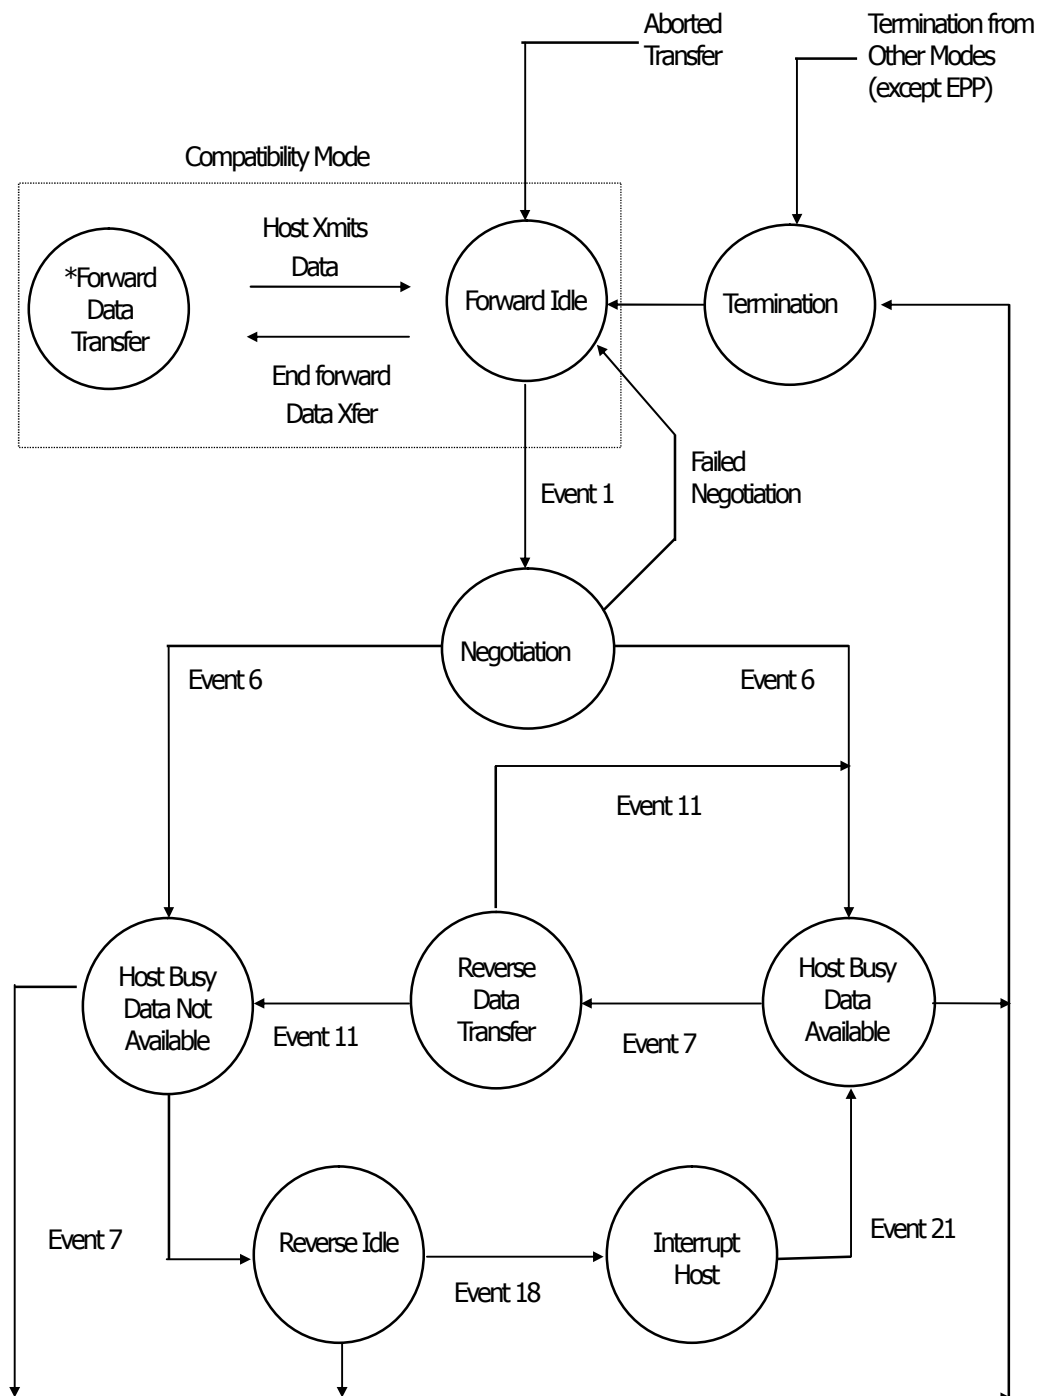 Aborted
Transfer
Termination from
Other Modes
(except EPP)
Compatibility Mode
Host Xmits
Data
*Forward
Data
Transfer
Forward Idle
Termination
End forward
Data Xfer
Failed
Negotiation
Event 1
Negotiation
Event 6
Event 6
Event 11
Host Busy
Data Not
Available
Reverse
Data
Transfer
Host Busy
Data
Available
Event 11
Event 7
Event 7
Reverse Idle
Event 18
Interrupt
Host
Event 21